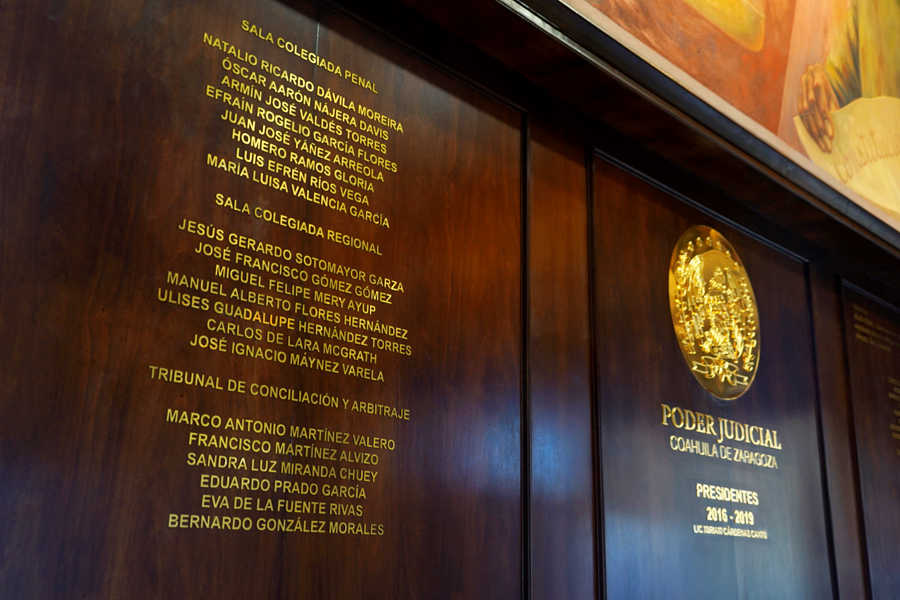 SALA COLEGIADA PENAL
NATALIO RICARDO DÁVILA MOREIRA
ÓSCAR AARÓN NÁJERA DAVIS
ARMÍN JOSÉ VALDÉS TORRES
EFRAÍN ROGELIO GARCÍA FLORES
JUAN JOSÉ YÁÑEZ ARREOLA
HOMERO RAMOS GLORIA
LUIS EFRÉN RÍOS VEGA
MARÍA LUISA VALENCIA GARCÍA
SALA COLEGIADA REGIONAL
JESÚS GERARDO SOTOMAYOR GARZA
JOSÉ FRANCISCO GÓMEZ GÓMEZ
MIGUEL FELIPE MERY AYUP
MANUEL ALBERTO FLORES HERNÁNDEZ
ULISES GUADALUPE HERNÁNDEZ TORRES
CARLOS DE LARA MCGRATH
JOSÉ IGNACIO MÁYNEZ VARELA
TRIBUNAL DE CONCILIACIÓN Y ARBITRAJE
MARCO ANTONIO MARTÍNEZ VALERO
FRANCISCO MARTÍNEZ ALVIZO
SANDRA LUZ MIRANDA CHUEY
EDUARDO PRADO GARCÍA
EVA DE LA FUENTE RIVAS
BERNARDO GONZÁLEZ MORALES
PODER JUDICIAL
COAHUILA DE ZARAGOZA
PRESIDENTES
2016 - 2019
LIC. MIRIAM CÁRDENAS CANTÚ